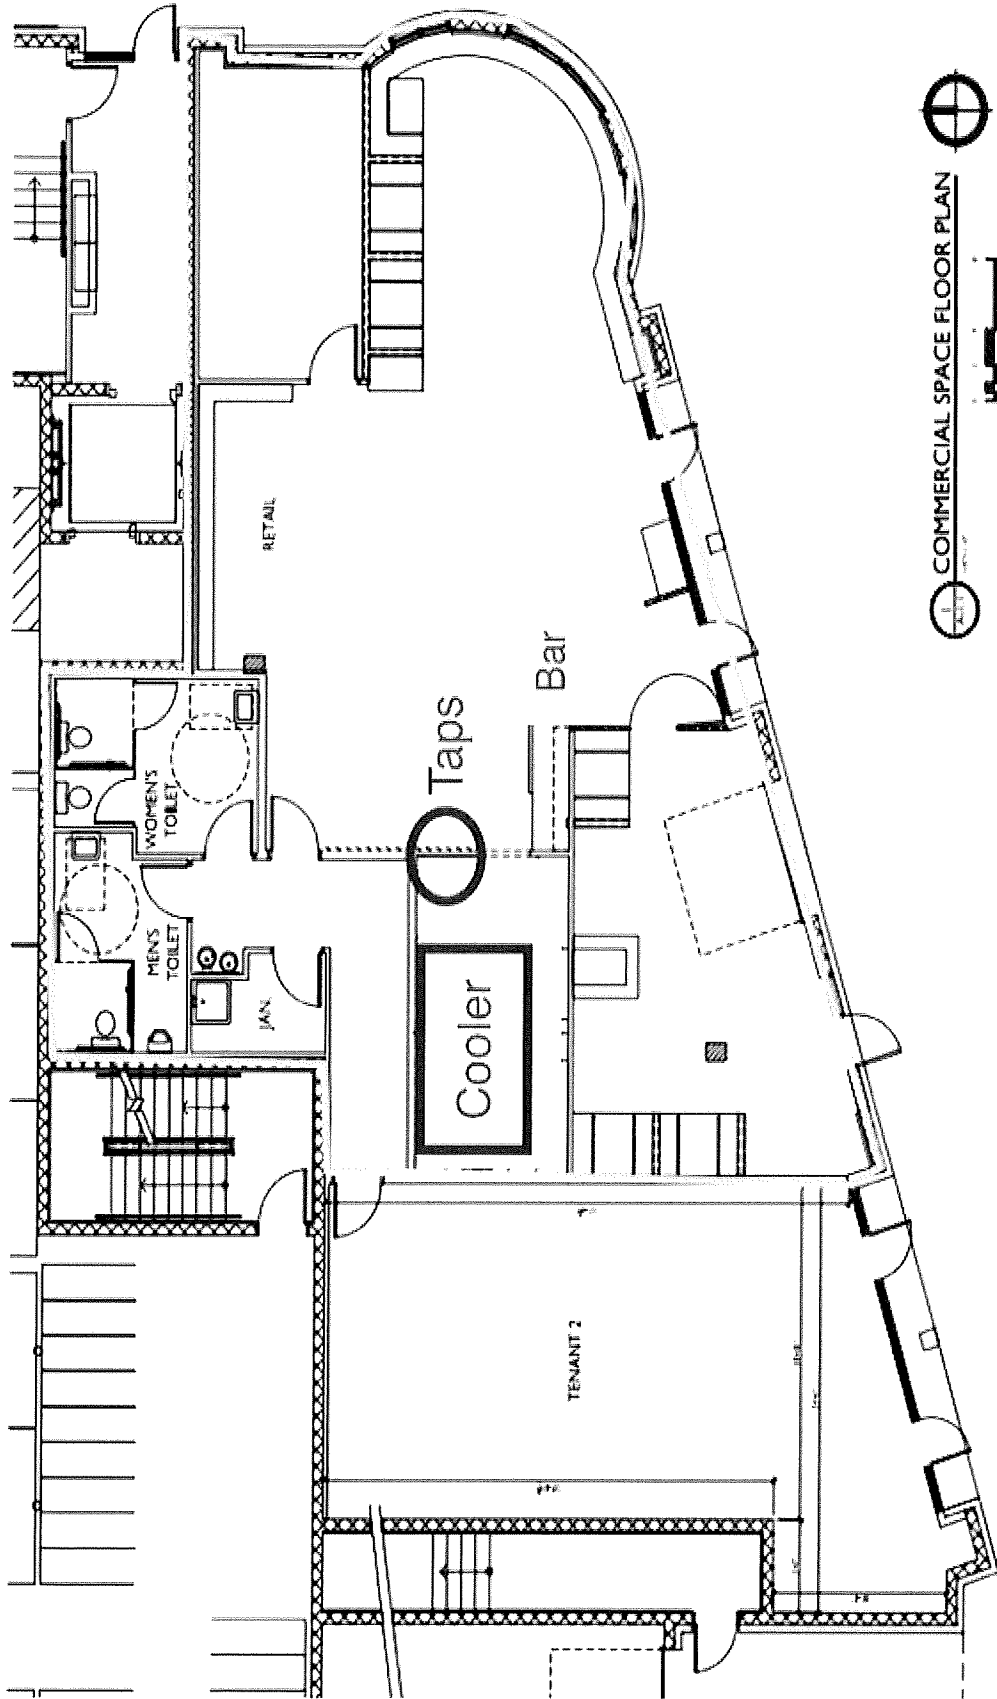 COMMERCIAL SPACE FLOOR PLAN
RETAIL
Bar
Taps
WOMEN'S
TOILET
MEN'S
TOILET
JAN.
Cooler
TENANT 2